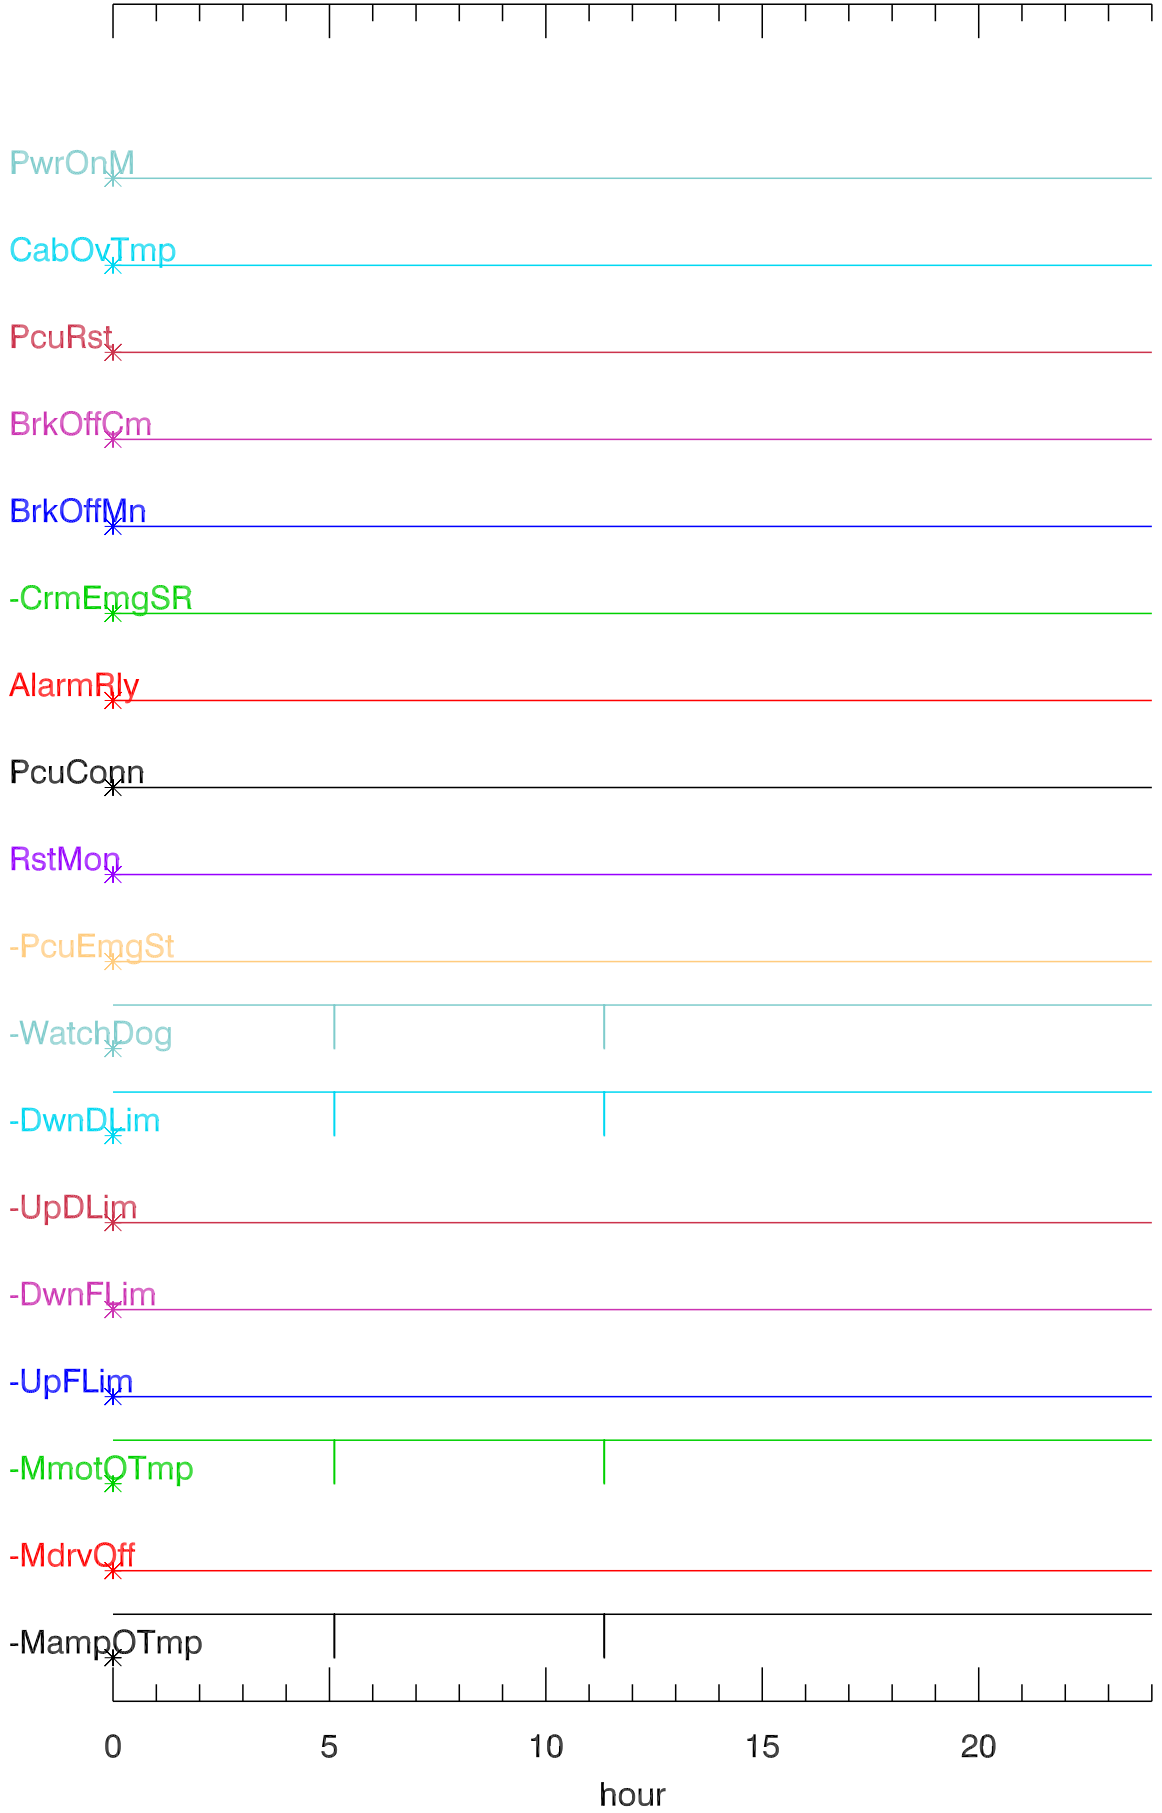 PwrOnM
CabOvTmp
PcuRst
BrkOffCm
BrkOffMn
-CrmEmgSR
AlarmRly
PcuConn
RstMon
-PcuEmgSt
-WatchDog
-DwnDLim
-UpDLim
-DwnFLim
-UpFLim
-MmotOTmp
-MdrvOff
-MampOTmp
0 5 10 15 20
hour